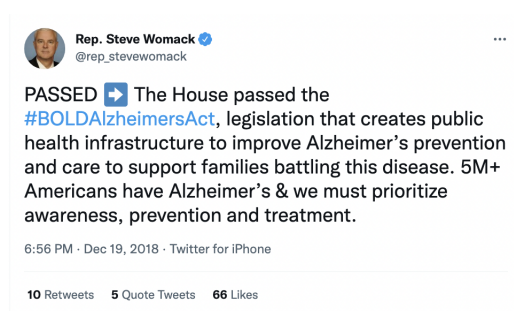 Rep. Steve Womack
@rep_stevewomack
PASSED ➡️ The House passed the
#BOLDAlzheimersAct, legislation that creates public
health infrastructure to improve Alzheimer’s prevention
and care to support families battling this disease. 5M+
Americans have Alzheimer’s & we must prioritize
awareness, prevention and treatment.
6:56 PM · Dec 19, 2018 · Twitter for iPhone
10 Retweets 5 Quote Tweets 66 Likes